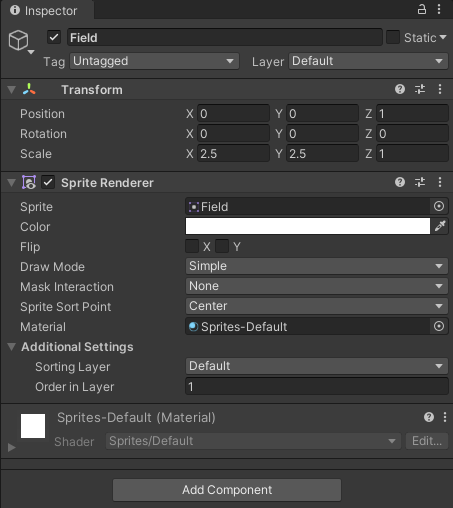 Inspector
Field
Static
Tag Untagged Layer Default
Transform
Position X 0 Y 0 Z 1
Rotation X 0 Y 0 Z 0
Scale X 2.5 Y 2.5 Z 1
Sprite Renderer
Sprite Field
Color
Flip X Y
Draw Mode Simple
Mask Interaction None
Sprite Sort Point Center
Material Sprites-Default
Additional Settings
Sorting Layer Default
Order in Layer 1
Sprites-Default (Material)
Shader Sprites/Default Edit...
Add Component